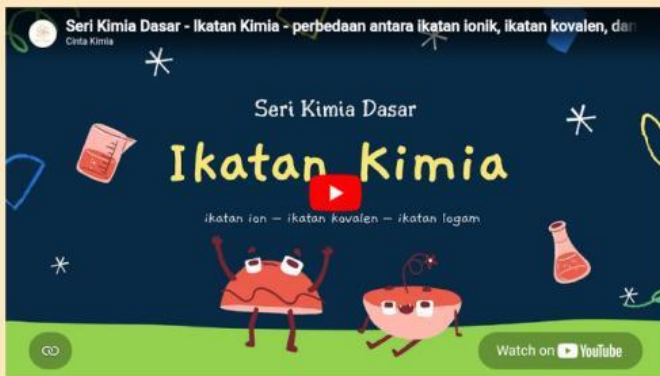 Seri Kimia Dasar - Ikatan Kimia - perbedaan antara ikatan ionik, ikatan kovalen, dan
Cinta Kimia
Seri Kimia Dasar
Ikatan Kimia
ikatan ion – ikatan kovalen – ikatan logam
Watch on YouTube